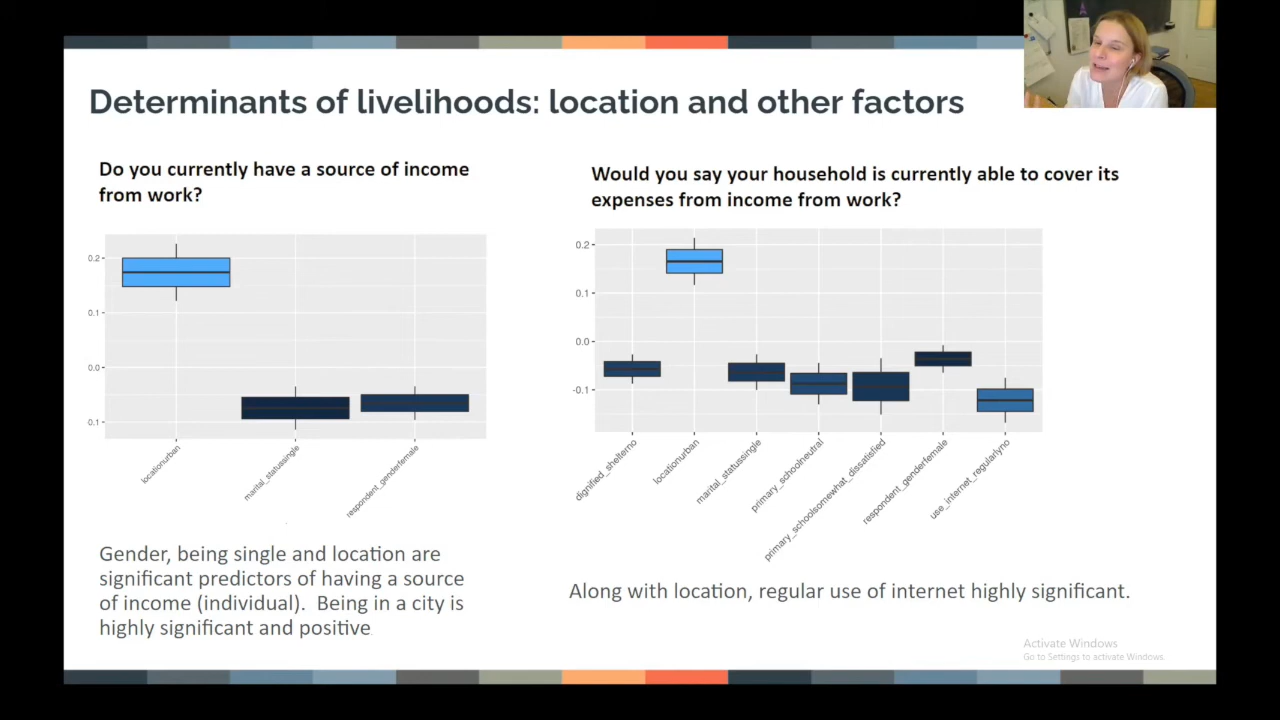 Determinants of livelihoods: location and other factors
Do you currently have a source of income
from work?
0.2
0.1
0.0
0.1
locationurban
marital_statussingle
respondent_genderfemale
Gender, being single and location are
significant predictors of having a source
of income (individual).  Being in a city is
highly significant and positive.
Would you say your household is currently able to cover its
expenses from income from work?
0.2
0.1
0.0
-0.1
dignified_shelterno
locationurban
marital_statussingle
primary_schoolneutral
primary_schoolsomewhat_dissatisfied
respondent_genderfemale
use_internet_regularlyno
Along with location, regular use of internet highly significant.
Activate Windows
Go to Settings to activate Windows.